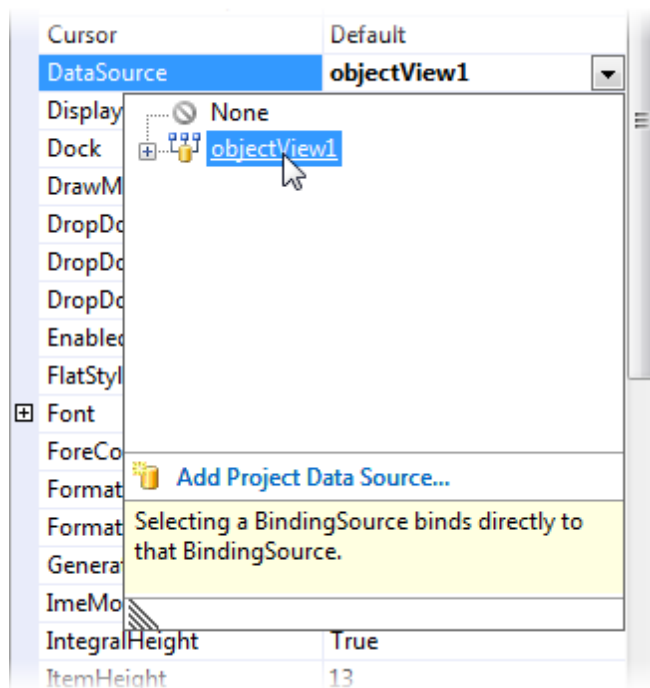 Cursor Default
DataSource objectView1
Display None
Dock objectView1
DrawM
DropDo
DropDo
DropDo
Enabled
FlatStyl
Font
ForeCo
Format Add Project Data Source...
Format Selecting a BindingSource binds directly to
Genera that BindingSource.
ImeMo
IntegralHeight True
ItemHeight 13